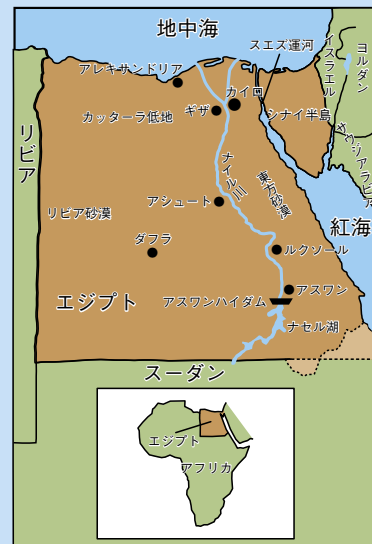 地中海
スエズ運河
イスラエル
ヨルダン
アレキサンドリア
カイロ
カッターラ低地
ギザ
シナイ半島
サウジアラビア
リビア
ナイル川
東方砂漠
アシュート
リビア砂漠
紅海
ダフラ
ルクソール
エジプト
アスワン
アスワンハイダム
ナセル湖
スーダン
エジプト
アフリカ